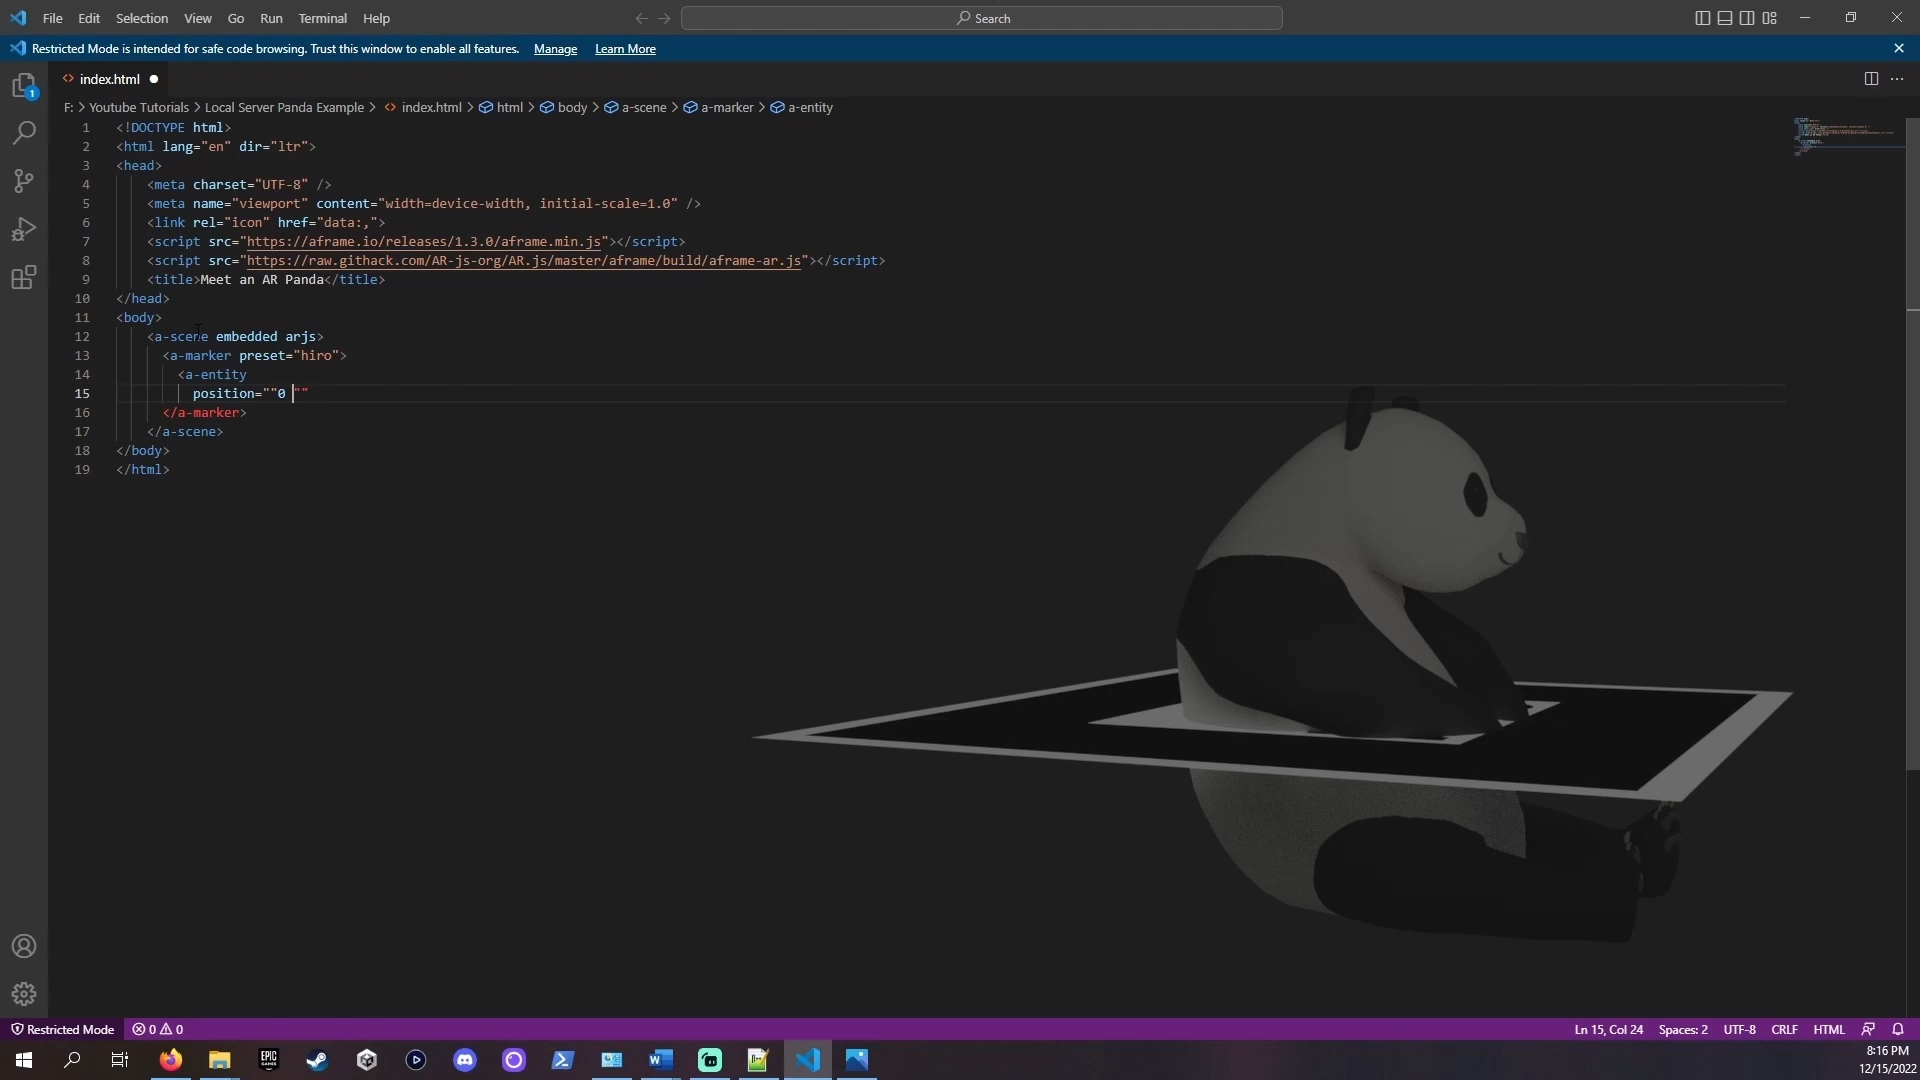 File Edit Selection View Go Run Terminal Help Search
Restricted Mode is intended for safe code browsing. Trust this window to enable all features. Manage Learn More
index.html
F: > Youtube Tutorials > Local Server Panda Example > index.html > html > body > a-scene > a-marker > a-entity
1 <!DOCTYPE html>
2 <html lang="en" dir="ltr">
3 <head>
4 <meta charset="UTF-8" />
5 <meta name="viewport" content="width=device-width, initial-scale=1.0" />
6 <link rel="icon" href="data:,">
7 <script src="https://aframe.io/releases/1.3.0/aframe.min.js"></script>
8 <script src="https://raw.githack.com/AR-js-org/AR.js/master/aframe/build/aframe-ar.js"></script>
9 <title>Meet an AR Panda</title>
10 </head>
11 <body>
12 <a-scene embedded arjs>
13 <a-marker preset="hiro">
14 <a-entity
15 position=""0 ""
16 </a-marker>
17 </a-scene>
18 </body>
19 </html>
1
Restricted Mode 0 0 Ln 15, Col 24 Spaces: 2 UTF-8 CRLF HTML
EPIC GAMES
W
8:16 PM
12/15/2022